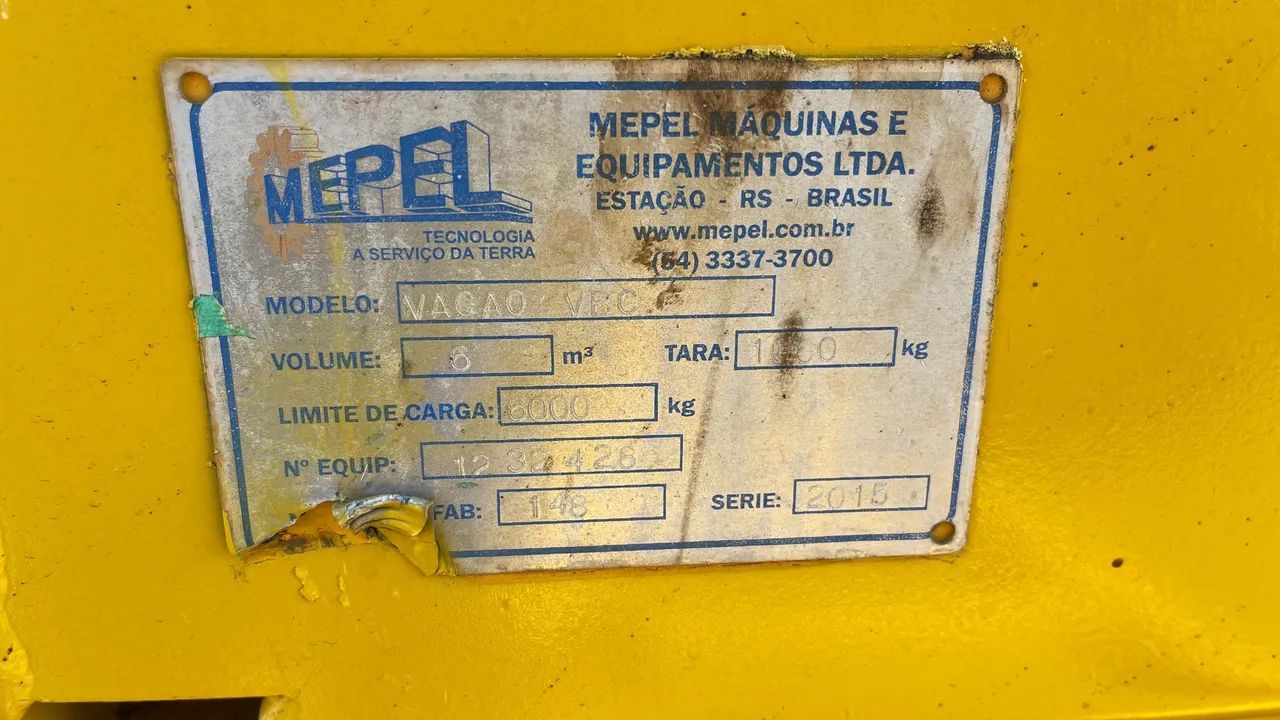 MEPEL
TECNOLOGIA
A SERVIÇO DA TERRA
MEPEL MÁQUINAS E
EQUIPAMENTOS LTDA.
ESTAÇÃO - RS - BRASIL
www.mepel.com.br
(54) 3337-3700
MODELO: VAGAO VBC
VOLUME: 6 m³ TARA: kg
LIMITE DE CARGA: 6000 kg
Nº EQUIP:
FAB: 148 SERIE: 2015